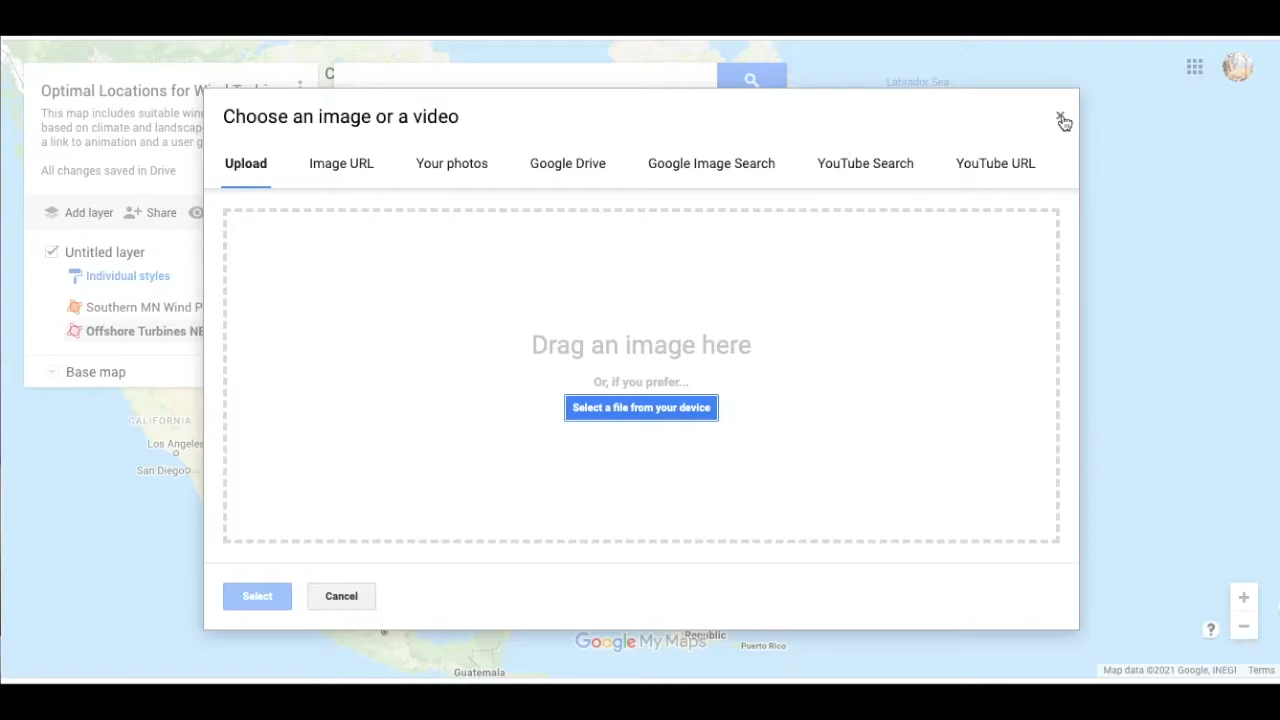 Optimal Locations for
This map includes suitable
based on climate and
a link to animation and a user
All changes saved in Drive
Add layer
Share
Untitled layer
Individual styles
Southern MN Wind P
Offshore Turbines NE
Base map
C
Labrador Sea
Choose an image or a video
Upload
Image URL
Your photos
Google Drive
Google Image Search
YouTube Search
YouTube URL
Drag an image here
Or, if you prefer...
Select a file from your device
Select
Cancel
CALIFORNIA
Los Angeles
San Diego
Google My Maps
Republic
Puerto Rico
Guatemala
+
−
?
Map data ©2021 Google, INEGI
Terms